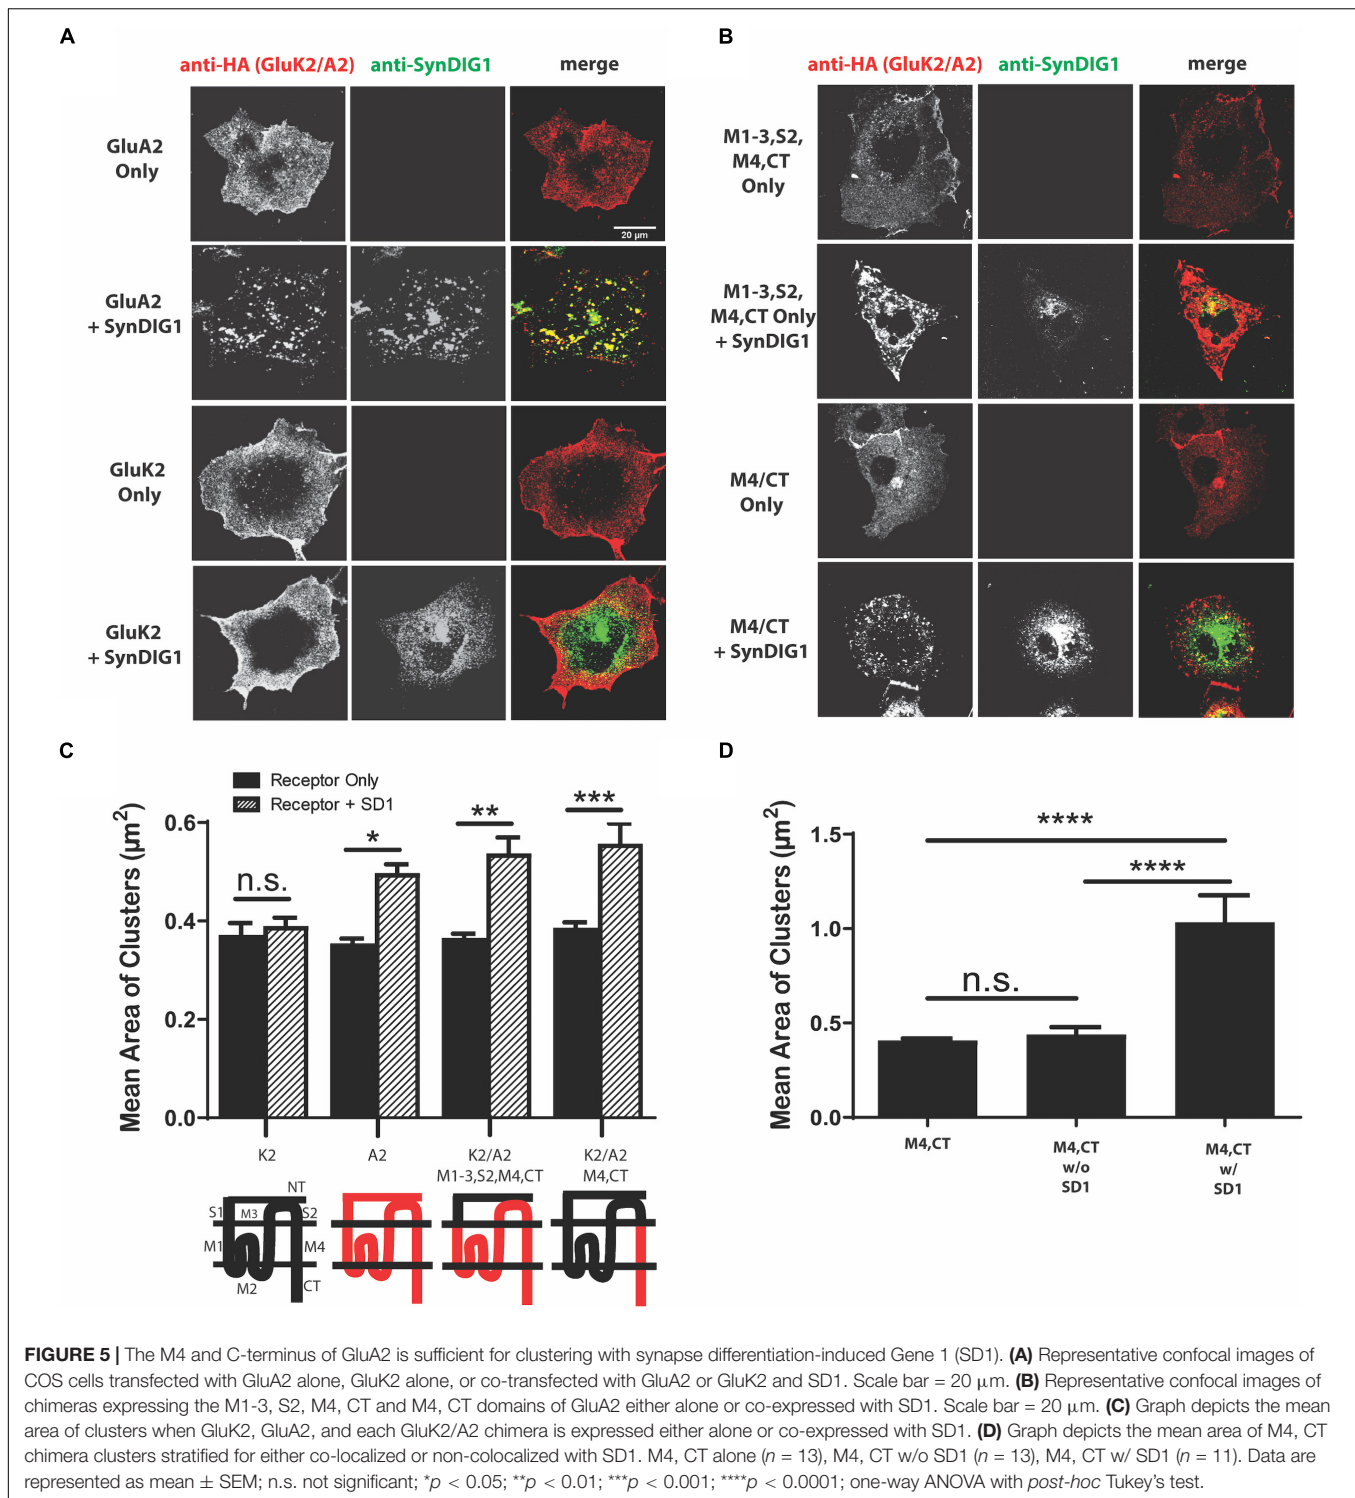 A
anti-HA (GluK2/A2) anti-SynDIG1 merge
GluA2
Only
20 µm
GluA2
+ SynDIG1
GluK2
Only
GluK2
+ SynDIG1
B
anti-HA (GluK2/A2) anti-SynDIG1 merge
M1-3,S2,
M4,CT
Only
M1-3,S2,
M4,CT Only
+ SynDIG1
M4/CT
Only
M4/CT
+ SynDIG1
C
Receptor Only
Receptor + SD1
Mean Area of Clusters (µm²)
0.6
0.4
0.2
0.0
n.s.
*
**
***
K2
A2
K2/A2
M1-3,S2,M4,CT
K2/A2
M4,CT
NT
S1 M3 S2
M1 M4
M2 CT
D
Mean Area of Clusters (µm²)
1.5
1.0
0.5
0.0
****
****
n.s.
M4,CT
M4,CT
w/o
SD1
M4,CT
w/
SD1
FIGURE 5 | The M4 and C-terminus of GluA2 is sufficient for clustering with synapse differentiation-induced Gene 1 (SD1). (A) Representative confocal images of
COS cells transfected with GluA2 alone, GluK2 alone, or co-transfected with GluA2 or GluK2 and SD1. Scale bar = 20 µm. (B) Representative confocal images of
chimeras expressing the M1-3, S2, M4, CT and M4, CT domains of GluA2 either alone or co-expressed with SD1. Scale bar = 20 µm. (C) Graph depicts the mean
area of clusters when GluK2, GluA2, and each GluK2/A2 chimera is expressed either alone or co-expressed with SD1. (D) Graph depicts the mean area of M4, CT
chimera clusters stratified for either co-localized or non-colocalized with SD1. M4, CT alone (n = 13), M4, CT w/o SD1 (n = 13), M4, CT w/ SD1 (n = 11). Data are
represented as mean ± SEM; n.s. not significant; *p < 0.05; **p < 0.01; ***p < 0.001; ****p < 0.0001; one-way ANOVA with post-hoc Tukey's test.